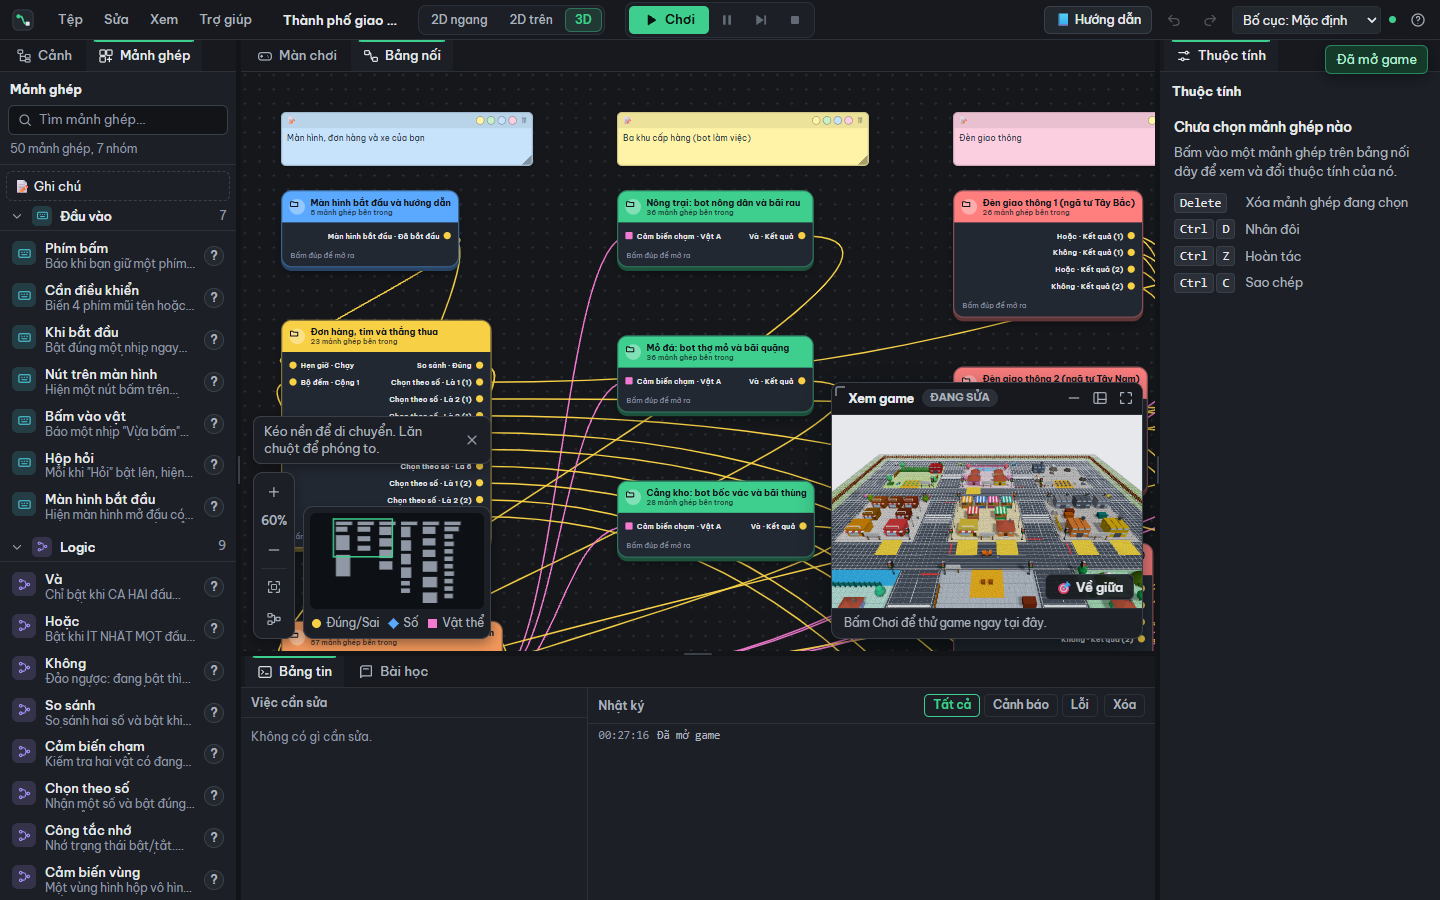 Tệp
Sửa
Xem
Trợ giúp
Thành phố giao ...
2D ngang
2D trên
3D
Chơi
Hướng dẫn
Bố cục: Mặc định
Cảnh
Mảnh ghép
Màn chơi
Bảng nối
Thuộc tính
Đã mở game
Mảnh ghép
Tìm mảnh ghép...
50 mảnh ghép, 7 nhóm
Ghi chú
Đầu vào
7
Phím bấm
Báo khi bạn giữ một phím...
?
Cần điều khiển
Biến 4 phím mũi tên hoặc...
?
Khi bắt đầu
Bật đúng một nhịp ngay...
?
Nút trên màn hình
Hiện một nút bấm trên...
?
Bấm vào vật
Báo một nhịp "Vừa bấm"...
?
Hộp hỏi
Mỗi khi "Hỏi" bật lên, hiện...
?
Màn hình bắt đầu
Hiện màn hình mở đầu có...
?
Logic
9
Và
Chỉ bật khi CẢ HAI đầu...
?
Hoặc
Bật khi ÍT NHẤT MỘT đầu...
?
Không
Đảo ngược: đang bật thì...
?
So sánh
So sánh hai số và bật khi...
?
Cảm biến chạm
Kiểm tra hai vật có đang...
?
Chọn theo số
Nhận một số và bật đúng...
?
Công tắc nhớ
Nhớ trạng thái bật/tắt....
?
Cảm biến vùng
Một vùng hình hộp vô hìn...
?
Màn hình, đơn hàng và xe của bạn
Ba khu cấp hàng (bot làm việc)
Đèn giao thông
Màn hình bắt đầu và hướng dẫn
5 mảnh ghép bên trong
Màn hình bắt đầu · Đã bắt đầu
Bấm đúp để mở ra
Nông trại: bot nông dân và bãi rau
36 mảnh ghép bên trong
Cảm biến chạm · Vật A
Và · Kết quả
Bấm đúp để mở ra
Đèn giao thông 1 (ngã tư Tây Bắc)
26 mảnh ghép bên trong
Hoặc · Kết quả (1)
Không · Kết quả (1)
Hoặc · Kết quả (2)
Không · Kết quả (2)
Bấm đúp để mở ra
Đơn hàng, tim và thắng thua
23 mảnh ghép bên trong
Hẹn giờ · Chạy
So sánh · Đúng
Bộ đếm · Cộng 1
Chọn theo số · Là 1 (1)
Chọn theo số · Là 2 (1)
Chọn theo số · Là 6
Chọn theo số · Là 1 (2)
Chọn theo số · Là 2 (2)
Mỏ đá: bot thợ mỏ và bãi quặng
36 mảnh ghép bên trong
Cảm biến chạm · Vật A
Và · Kết quả
Bấm đúp để mở ra
Đèn giao thông 2 (ngã tư Tây Nam)
Cảng kho: bot bốc vác và bãi thùng
28 mảnh ghép bên trong
Cảm biến chạm · Vật A
Và · Kết quả
Bấm đúp để mở ra
57 mảnh ghép bên trong
Không · Kết quả (2)
Kéo nền để di chuyển. Lăn
chuột để phóng to.
60%
Đúng/Sai
Số
Vật thể
Xem game
ĐANG SỬA
Về giữa
Bấm Chơi để thử game ngay tại đây.
Thuộc tính
Chưa chọn mảnh ghép nào
Bấm vào một mảnh ghép trên bảng nối
dây để xem và đổi thuộc tính của nó.
Delete
Xóa mảnh ghép đang chọn
Ctrl D
Nhân đôi
Ctrl Z
Hoàn tác
Ctrl C
Sao chép
Bảng tin
Bài học
Việc cần sửa
Không có gì cần sửa.
Nhật ký
Tất cả
Cảnh báo
Lỗi
Xóa
00:27:16 Đã mở game